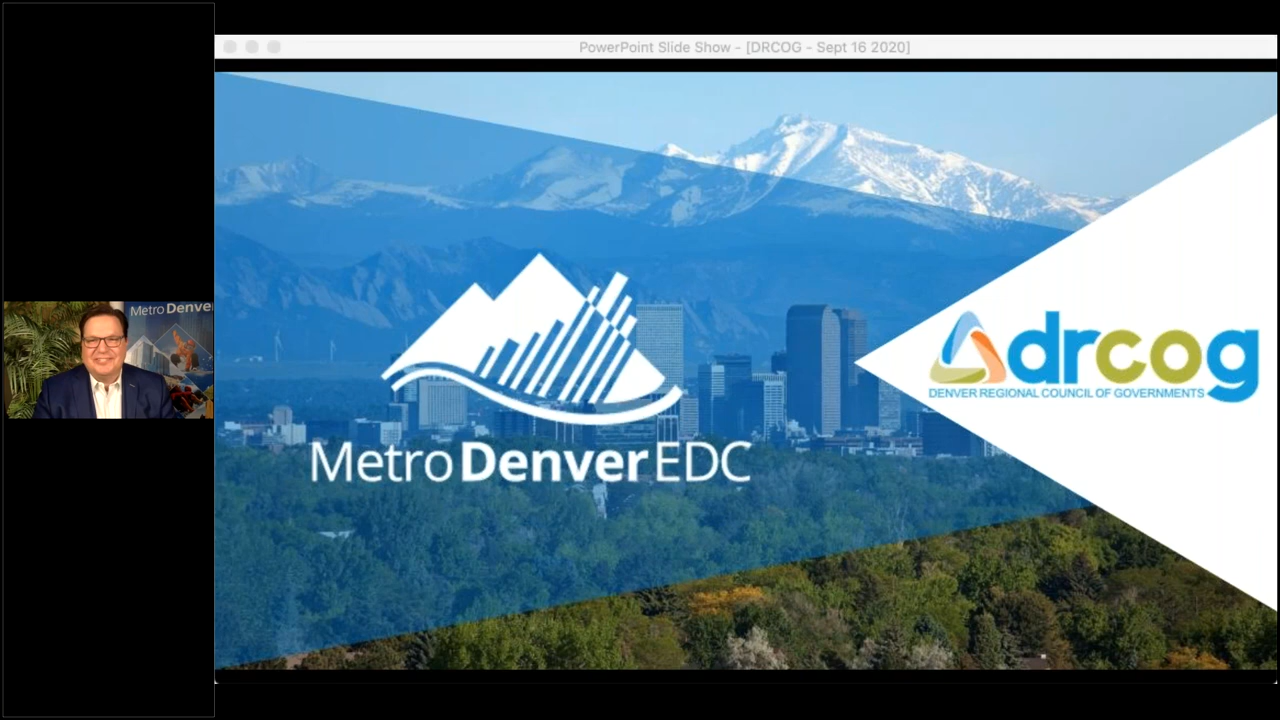 PowerPoint Slide Show - [DRCOG - Sept 16 2020]
Metro Denver
Metro Denver EDC
drcog
DENVER REGIONAL COUNCIL OF GOVERNMENTS